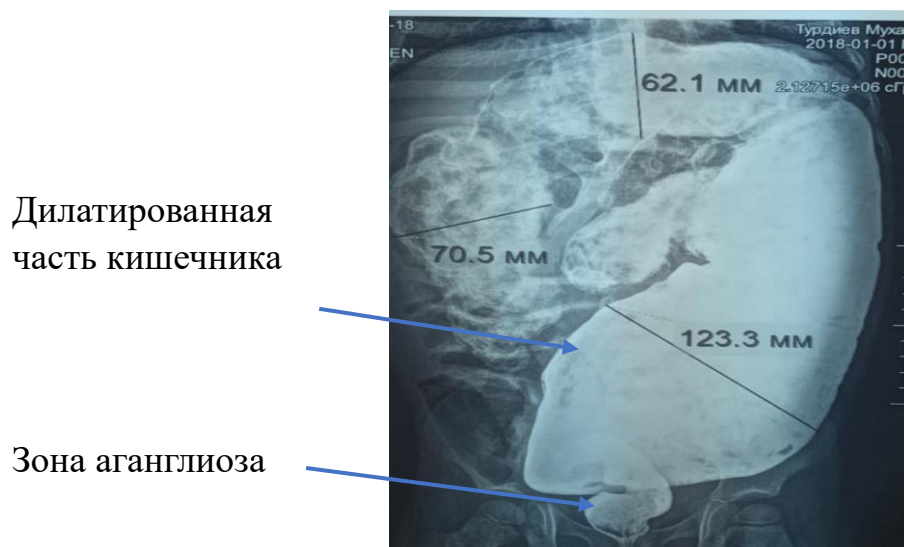 Дилатированная
часть кишечника
Зона аганглиоза
-18
EN
Турдиев Муха
2018-01-01
P00
N00
2.12715e+06 сГр
62.1 мм
70.5 мм
123.3 мм